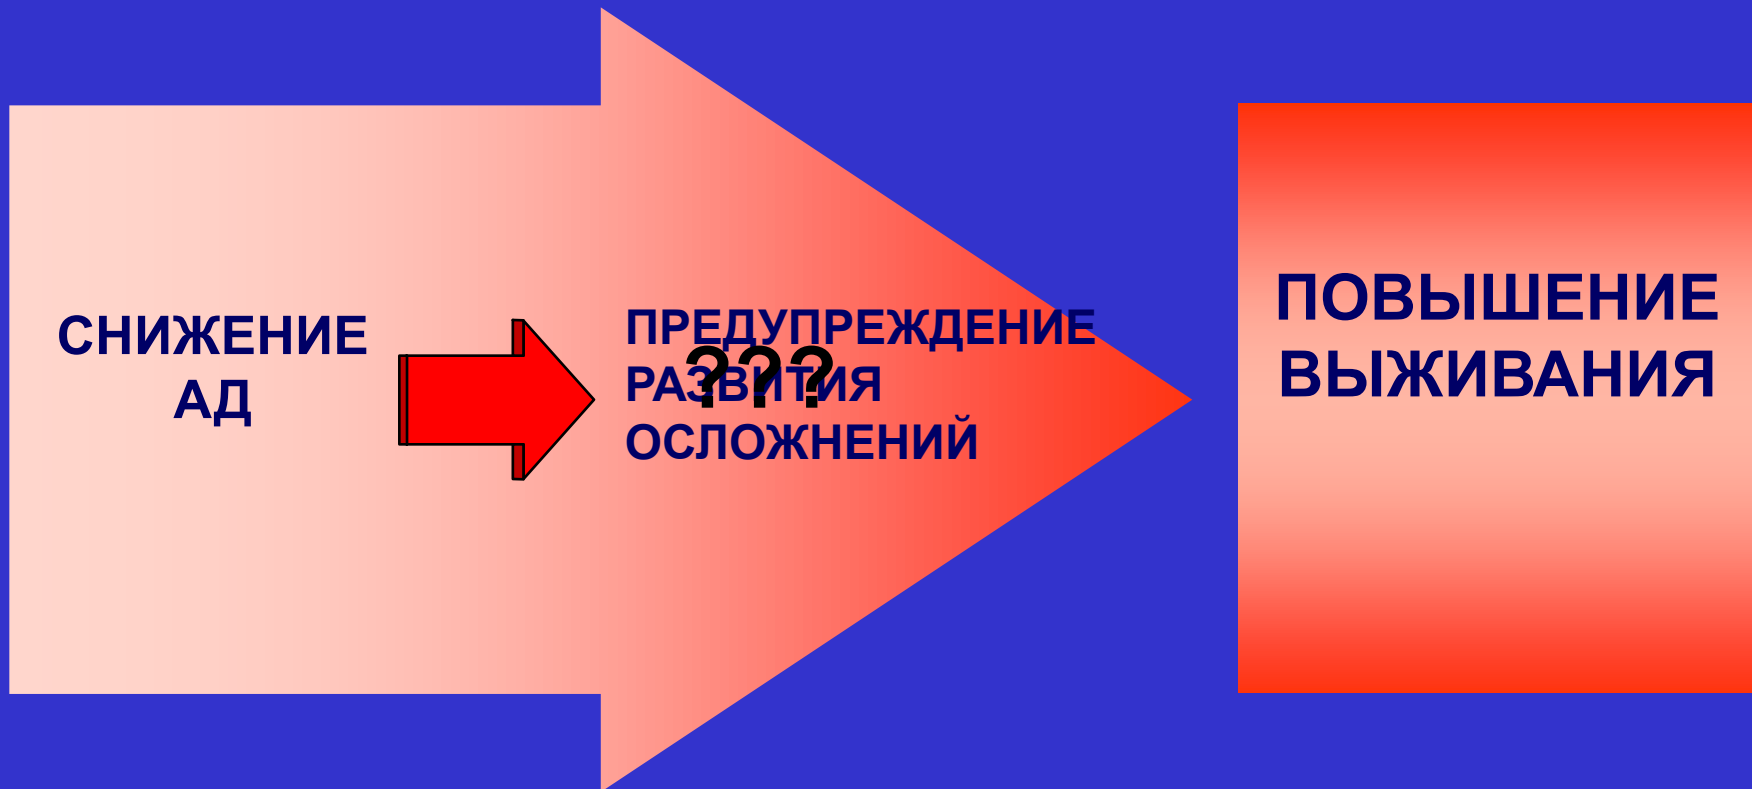 СНИЖЕНИЕ
АД
ПРЕДУПРЕЖДЕНИЕ
РАЗВИТИЯ
ОСЛОЖНЕНИЙ
???
ПОВЫШЕНИЕ
ВЫЖИВАНИЯ